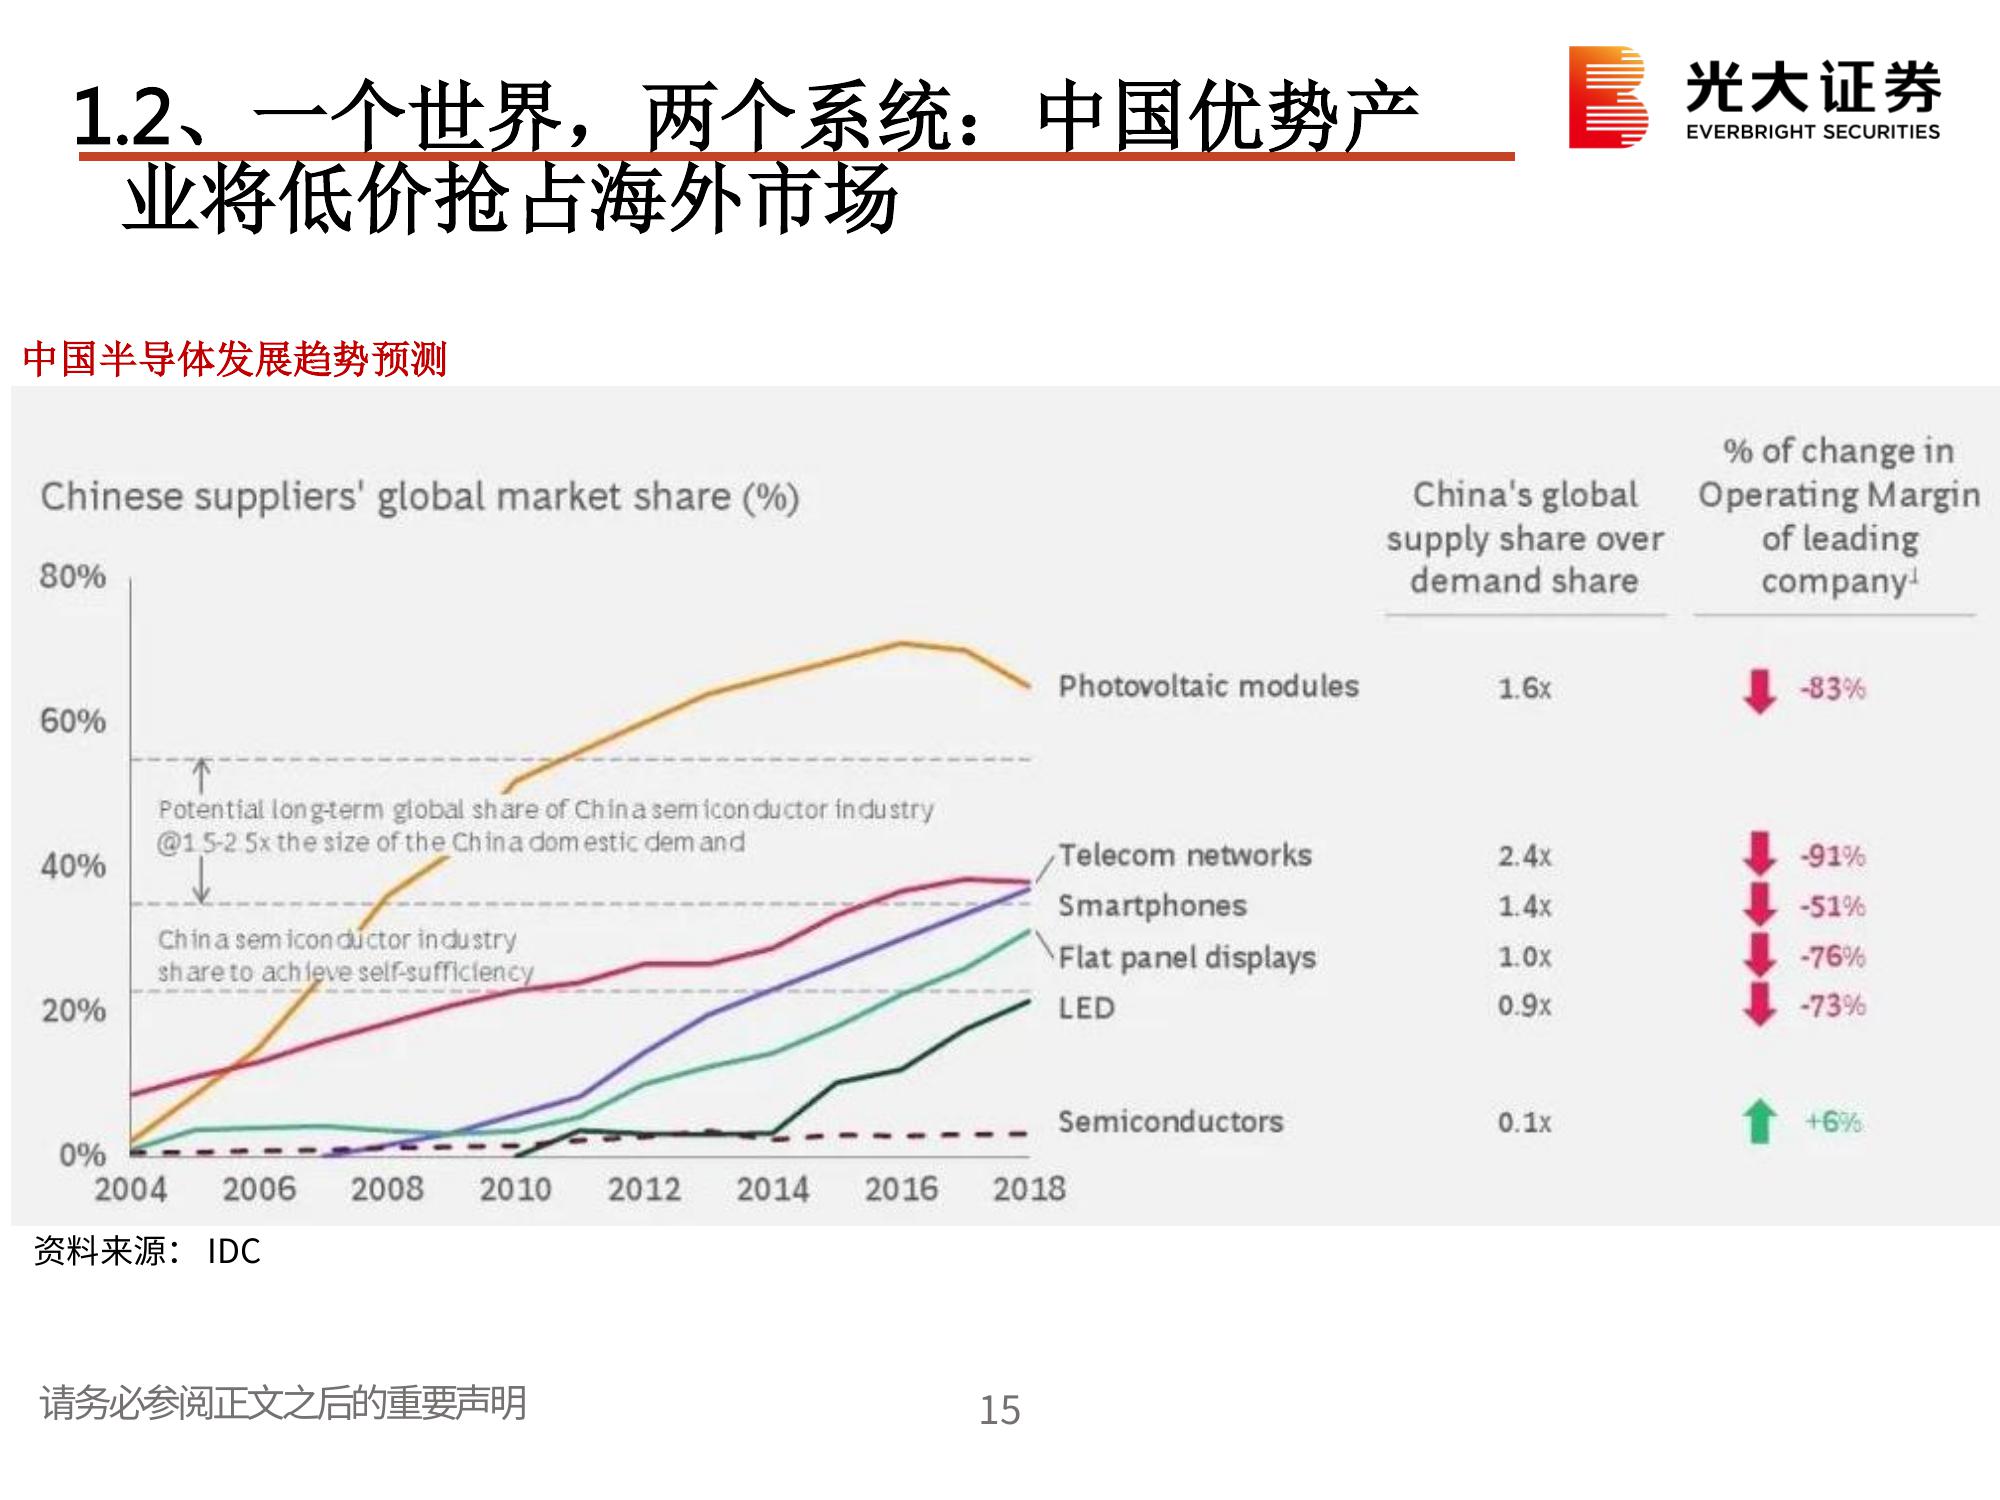 1.2、一个世界，两个系统：中国优势产
业将低价抢占海外市场
光大证券
EVERBRIGHT SECURITIES
中国半导体发展趋势预测
Chinese suppliers' global market share (%)
China's global
supply share over
demand share
% of change in
Operating Margin
of leading
company1
80%
60%
40%
20%
0%
Potential long-term global share of China semiconductor industry
@1.5-2.5x the size of the China domestic demand
China semiconductor industry
share to achieve self-sufficiency
Photovoltaic modules 1.6x -83%
Telecom networks 2.4x -91%
Smartphones 1.4x -51%
Flat panel displays 1.0x -76%
LED 0.9x -73%
Semiconductors 0.1x +6%
2004 2006 2008 2010 2012 2014 2016 2018
资料来源： IDC
请务必参阅正文之后的重要声明
15